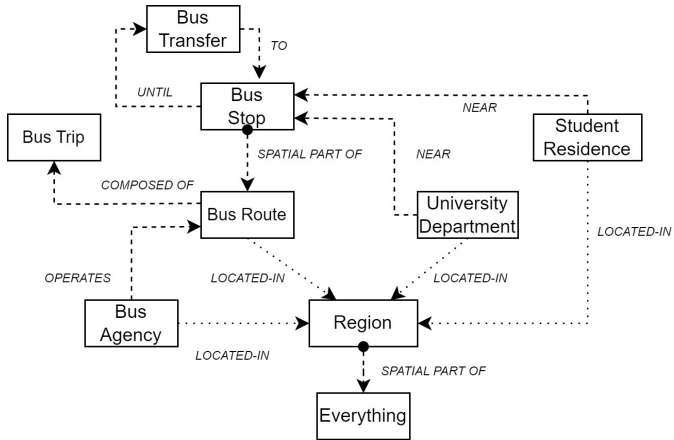 Bus
Transfer
TO
UNTIL
Bus
Stop
NEAR
Bus Trip
Student
Residence
SPATIAL PART OF
NEAR
COMPOSED OF
Bus Route
University
Department
LOCATED-IN
OPERATES
LOCATED-IN
LOCATED-IN
Bus
Agency
Region
LOCATED-IN
SPATIAL PART OF
Everything